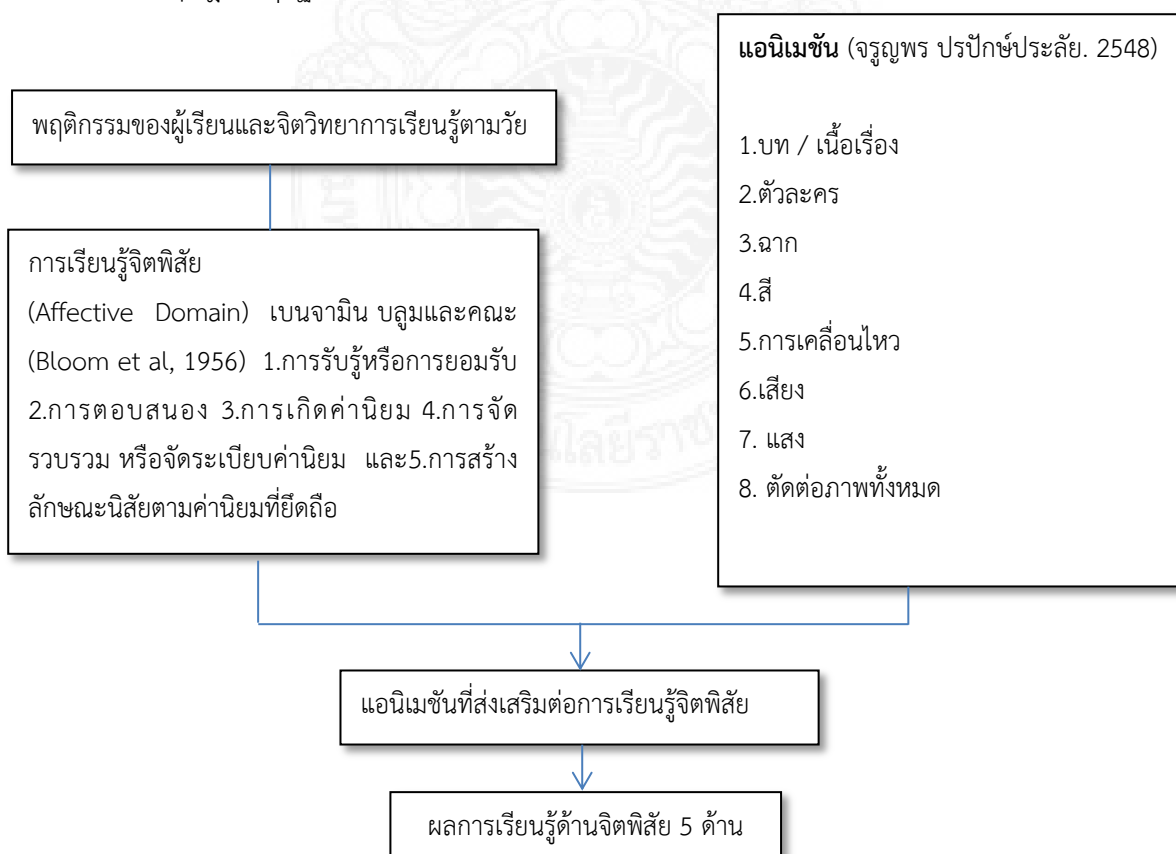 พฤติกรรมของผู้เรียนและจิตวิทยาการเรียนรู้ตามวัย
การเรียนรู้จิตพิสัย
(Affective Domain) เบนจามิน บลูมและคณะ
(Bloom et al, 1956) 1.การรับรู้หรือการยอมรับ
2.การตอบสนอง 3.การเกิดค่านิยม 4.การจัด
รวบรวม หรือจัดระเบียบค่านิยม และ5.การสร้าง
ลักษณะนิสัยตามค่านิยมที่ยึดถือ
แอนิเมชัน (จรูญพร ปรปักษ์ประลัย. 2548)
1.บท / เนื้อเรื่อง
2.ตัวละคร
3.ฉาก
4.สี
5.การเคลื่อนไหว
6.เสียง
7. แสง
8. ตัดต่อภาพทั้งหมด
แอนิเมชันที่ส่งเสริมต่อการเรียนรู้จิตพิสัย
ผลการเรียนรู้ด้านจิตพิสัย 5 ด้าน